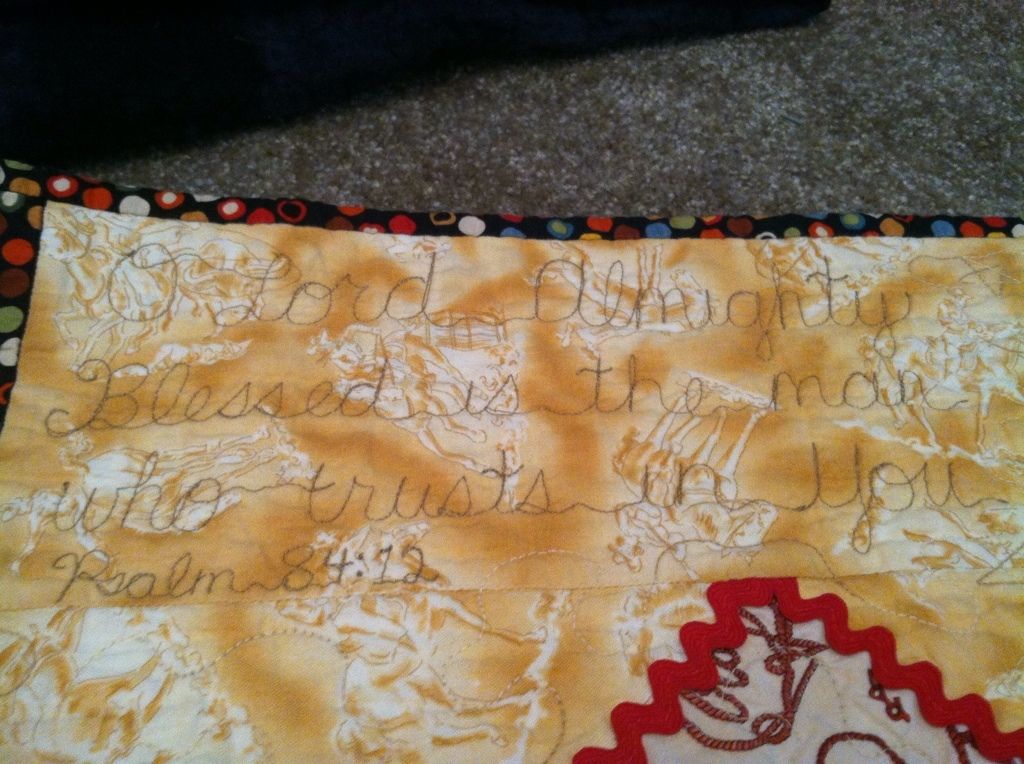 O Lord Almighty
Blessed is the man
who trusts in You
Psalm 84:12